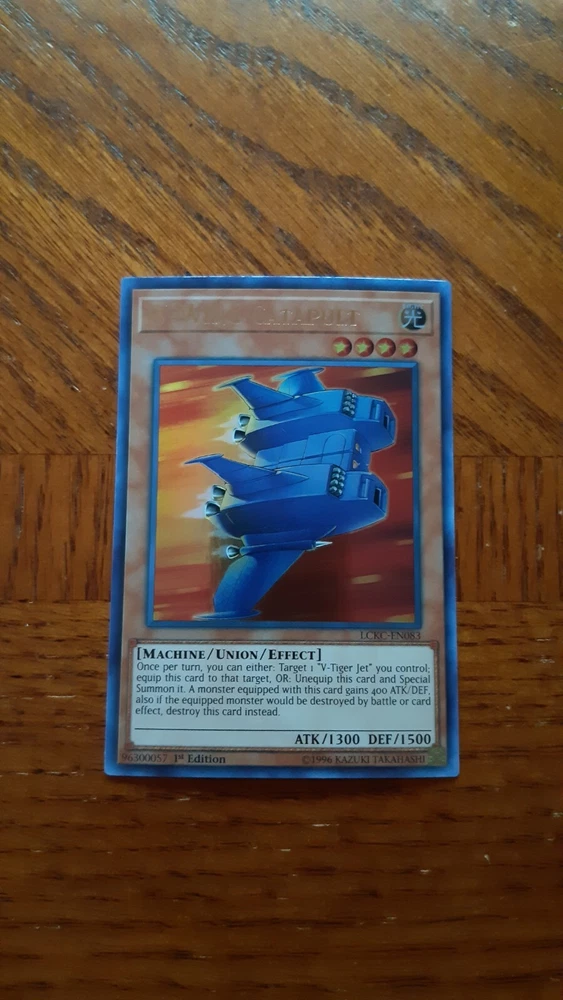 CATAPULT
光
LCKC-EN083
[MACHINE/UNION/EFFECT]
Once per turn, you can either: Target 1 "V-Tiger Jet" you control;
equip this card to that target, OR: Unequip this card and Special
Summon it. A monster equipped with this card gains 400 ATK/DEF,
also if the equipped monster would be destroyed by battle or card
effect, destroy this card instead.
ATK/1300 DEF/1500
96300057 1st Edition ©1996 KAZUKI TAKAHASHI